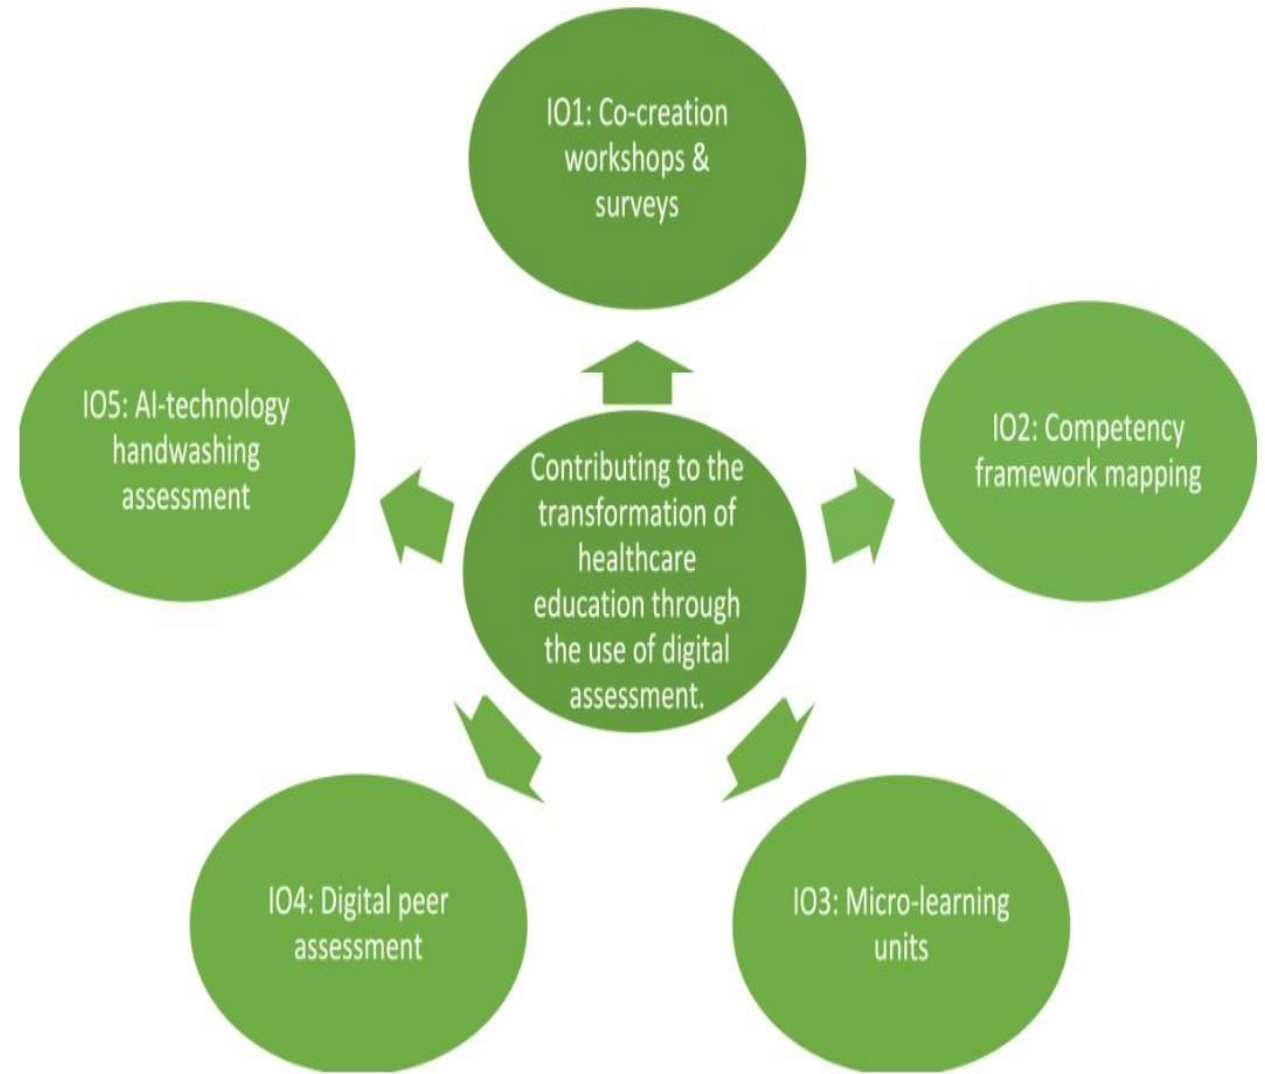 IO1: Co-creation
workshops &
surveys
IO2: Competency
framework mapping
IO3: Micro-learning
units
IO4: Digital peer
assessment
IO5: AI-technology
handwashing
assessment
Contributing to the
transformation of
healthcare
education through
the use of digital
assessment.